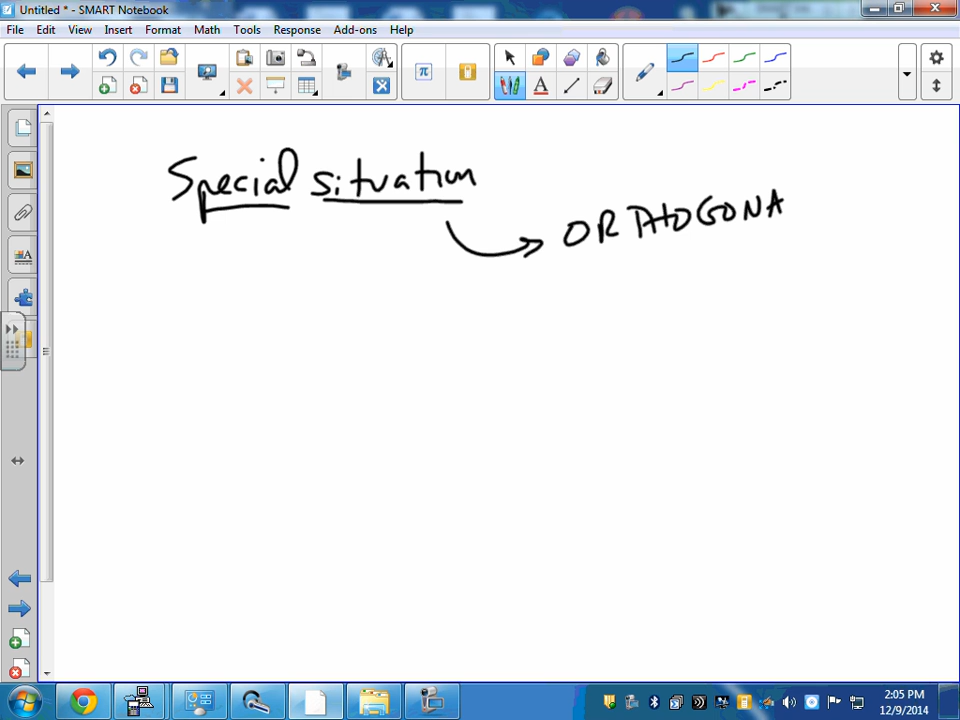 Untitled * - SMART Notebook
File Edit View Insert Format Math Tools Response Add-ons Help
Special situation
ORTHOGONA
2:05 PM
12/9/2014